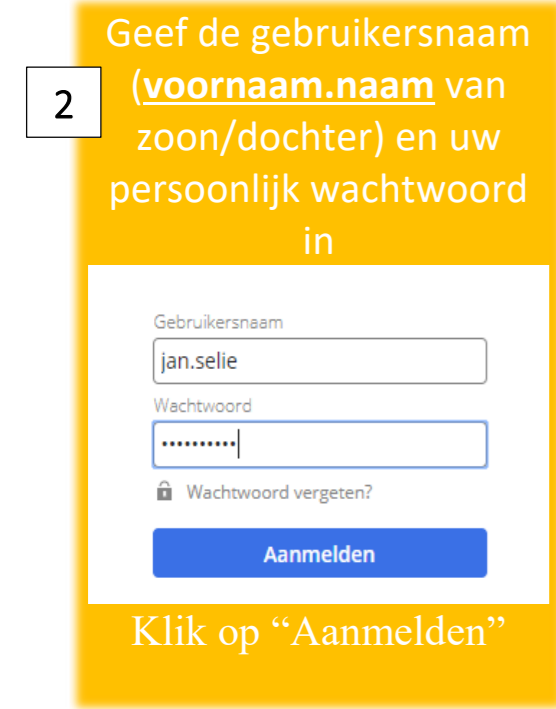 Geef de gebruikersnaam
2
(voornaam.naam van
zoon/dochter) en uw
persoonlijk wachtwoord
in
Gebruikersnaam
jan.selie
Wachtwoord
••••••••••
Wachtwoord vergeten?
Aanmelden
Klik op “Aanmelden”